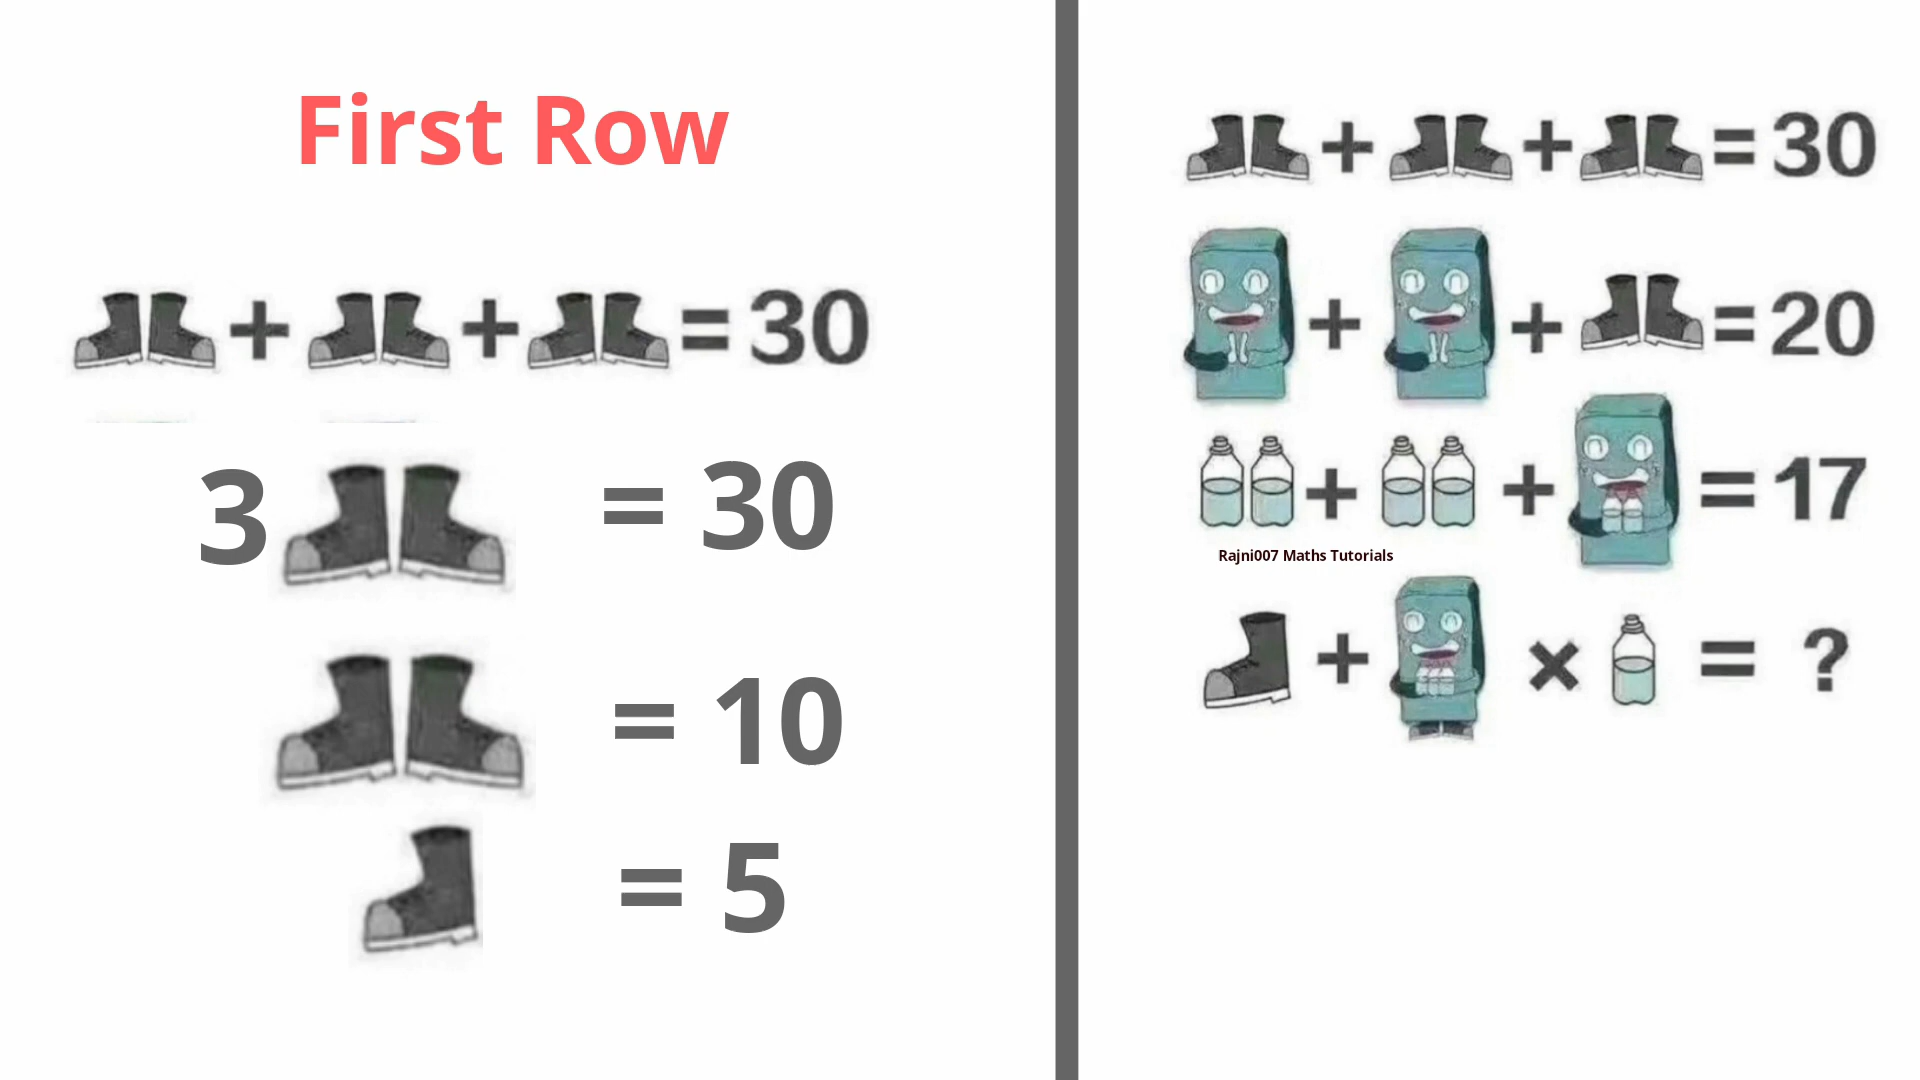 First Row
+ + = 30
3 = 30
= 10
= 5
+ + = 30
+ + = 20
+ + = 17
Rajni007 Maths Tutorials
+ × = ?